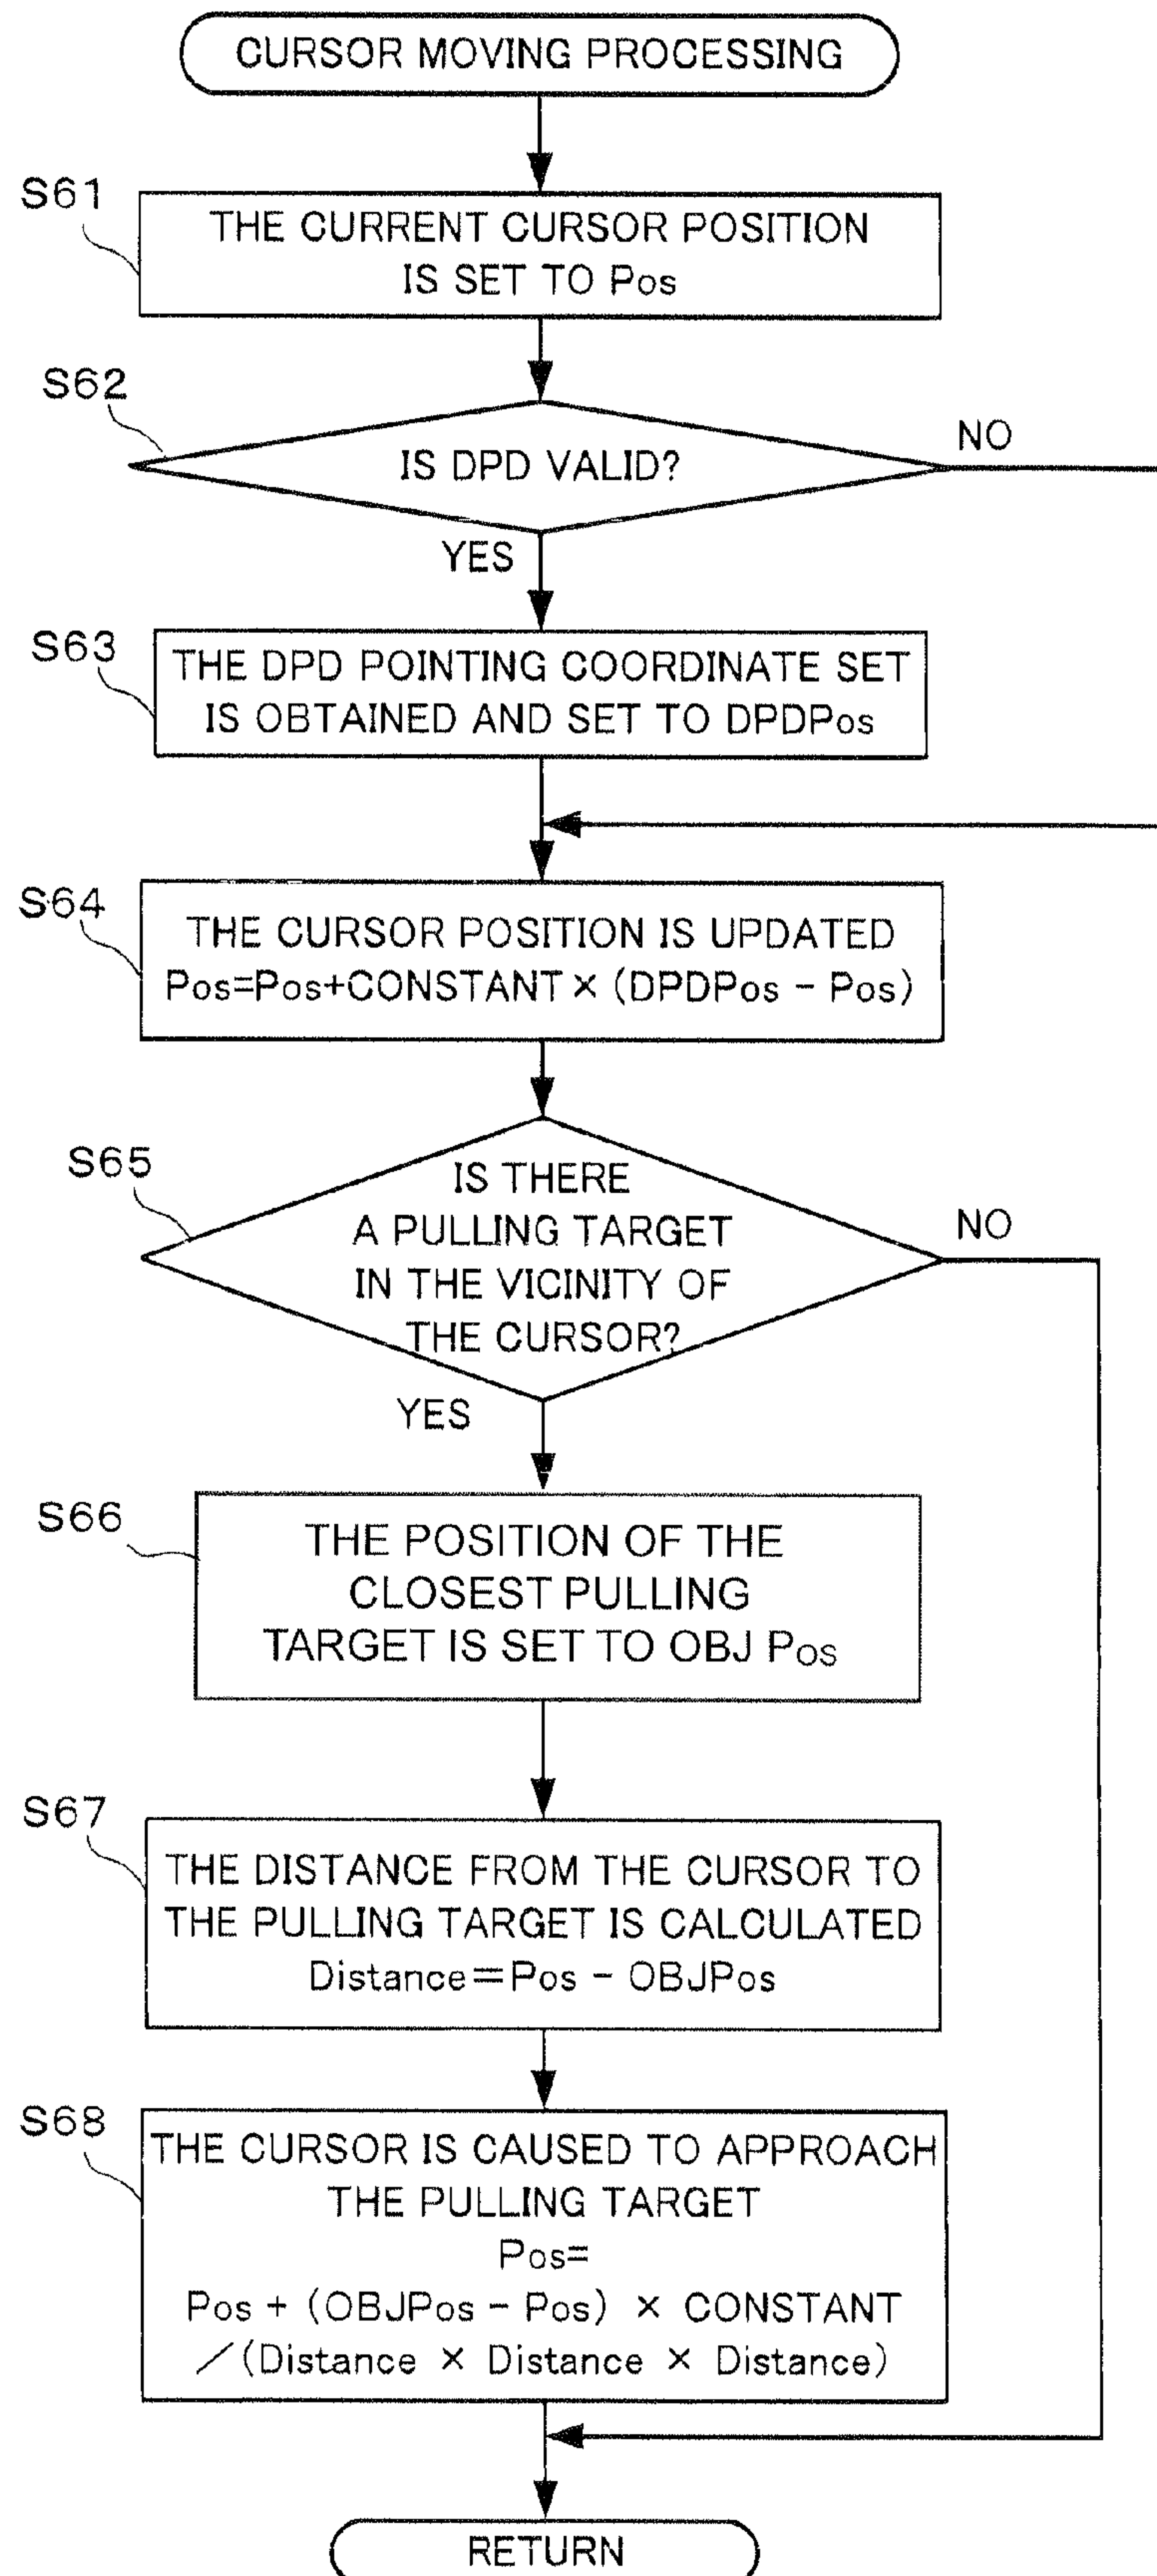 CURSOR MOVING PROCESSING
S61
THE CURRENT CURSOR POSITION
IS SET TO Pos
S62
IS DPD VALID?
NO
YES
S63
THE DPD POINTING COORDINATE SET
IS OBTAINED AND SET TO DPDPos
S64
THE CURSOR POSITION IS UPDATED
Pos=Pos+CONSTANT × (DPDPos - Pos)
S65
IS THERE
A PULLING TARGET
IN THE VICINITY OF
THE CURSOR?
NO
YES
S66
THE POSITION OF THE
CLOSEST PULLING
TARGET IS SET TO OBJ Pos
S67
THE DISTANCE FROM THE CURSOR TO
THE PULLING TARGET IS CALCULATED
Distance=Pos - OBJPos
S68
THE CURSOR IS CAUSED TO APPROACH
THE PULLING TARGET
Pos=
Pos + (OBJPos - Pos) × CONSTANT
/(Distance × Distance × Distance)
RETURN